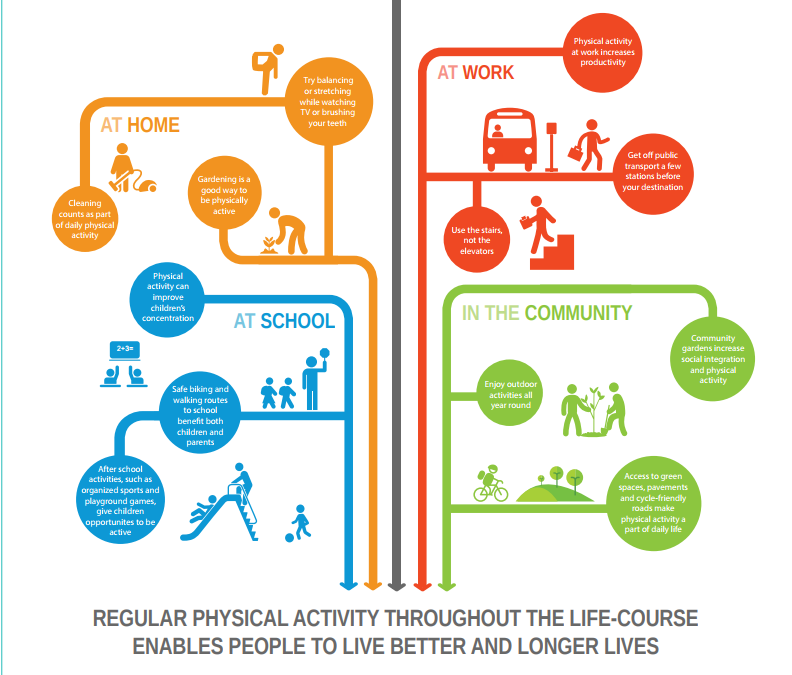 Try balancing
or stretching
while watching
TV or brushing
your teeth
AT HOME
Cleaning
counts as part
of daily physical
activity
Gardening is a
good way to
be physically
active
Physical
activity can
improve
children's
concentration
AT SCHOOL
2+3=
Safe biking and
walking routes
to school
benefit both
children and
parents
After school
activities, such as
organized sports and
playground games,
give children
opportunites to be
active
Physical activity
at work increases
productivity
AT WORK
Get off public
transport a few
stations before
your destination
Use the stairs,
not the
elevators
IN THE COMMUNITY
Community
gardens increase
social integration
and physical
activity
Enjoy outdoor
activities all
year round
Access to green
spaces, pavements
and cycle-friendly
roads make
physical activity a
part of daily life
REGULAR PHYSICAL ACTIVITY THROUGHOUT THE LIFE-COURSE
ENABLES PEOPLE TO LIVE BETTER AND LONGER LIVES